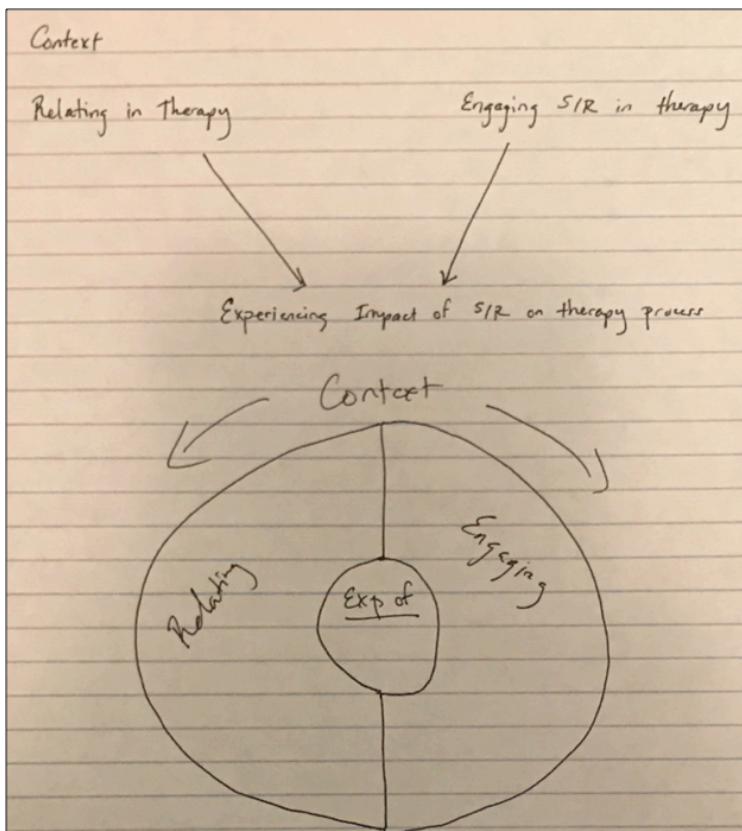 Context
Relating in Therapy
Engaging S/R in therapy
Experiencing Impact of S/R on therapy process
Context
Relating
Exp of
Engaging